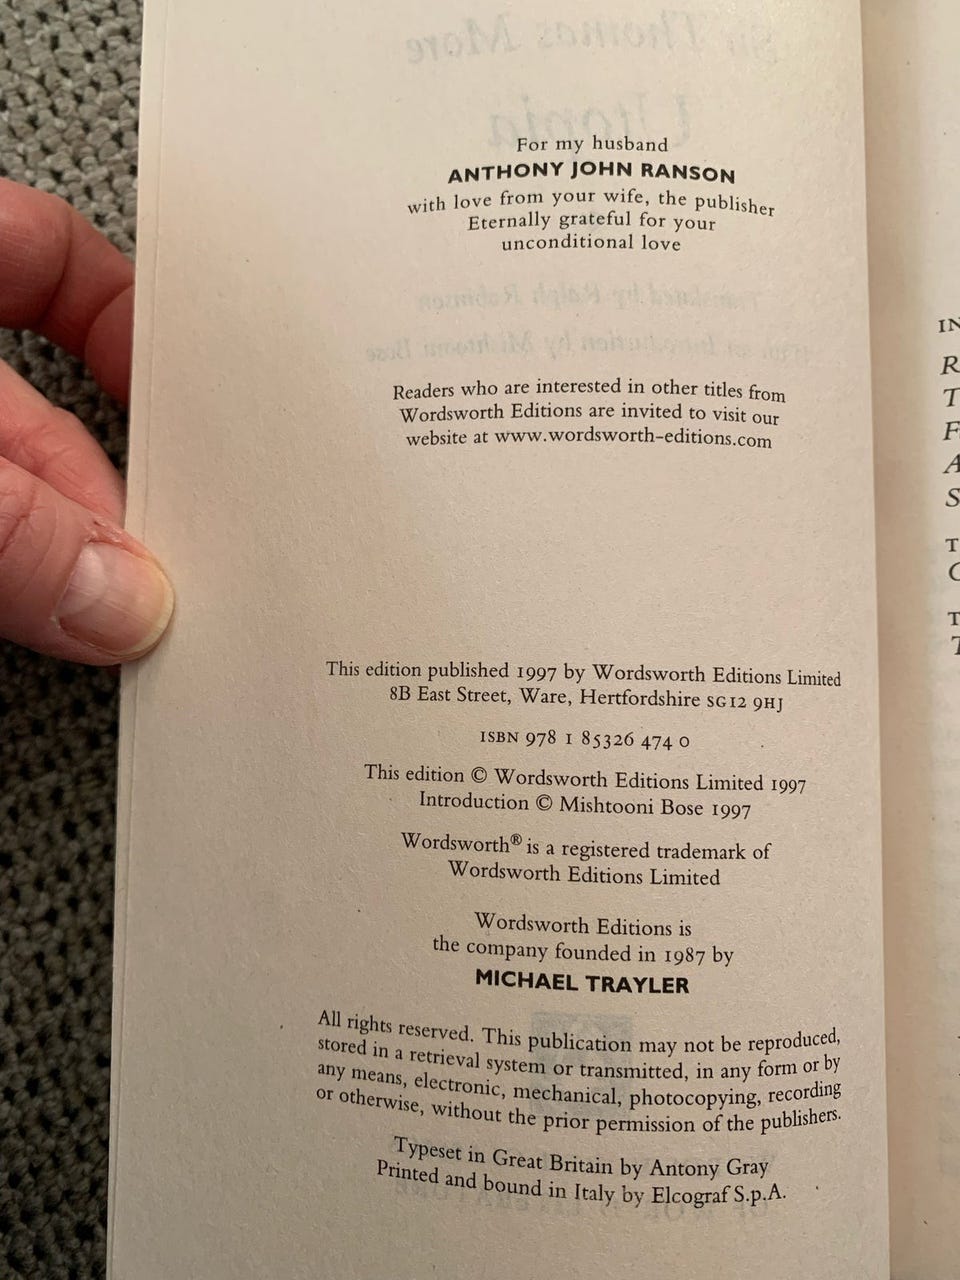 For my husband
ANTHONY JOHN RANSON
with love from your wife, the publisher
Eternally grateful for your
unconditional love
Readers who are interested in other titles from
Wordsworth Editions are invited to visit our
website at www.wordsworth-editions.com
This edition published 1997 by Wordsworth Editions Limited
8B East Street, Ware, Hertfordshire SG12 9HJ
ISBN 978 1 85326 474 0
This edition © Wordsworth Editions Limited 1997
Introduction © Mishtooni Bose 1997
Wordsworth® is a registered trademark of
Wordsworth Editions Limited
Wordsworth Editions is
the company founded in 1987 by
MICHAEL TRAYLER
All rights reserved. This publication may not be reproduced,
stored in a retrieval system or transmitted, in any form or by
any means, electronic, mechanical, photocopying, recording
or otherwise, without the prior permission of the publishers.
Typeset in Great Britain by Antony Gray
Printed and bound in Italy by Elcograf S.p.A.